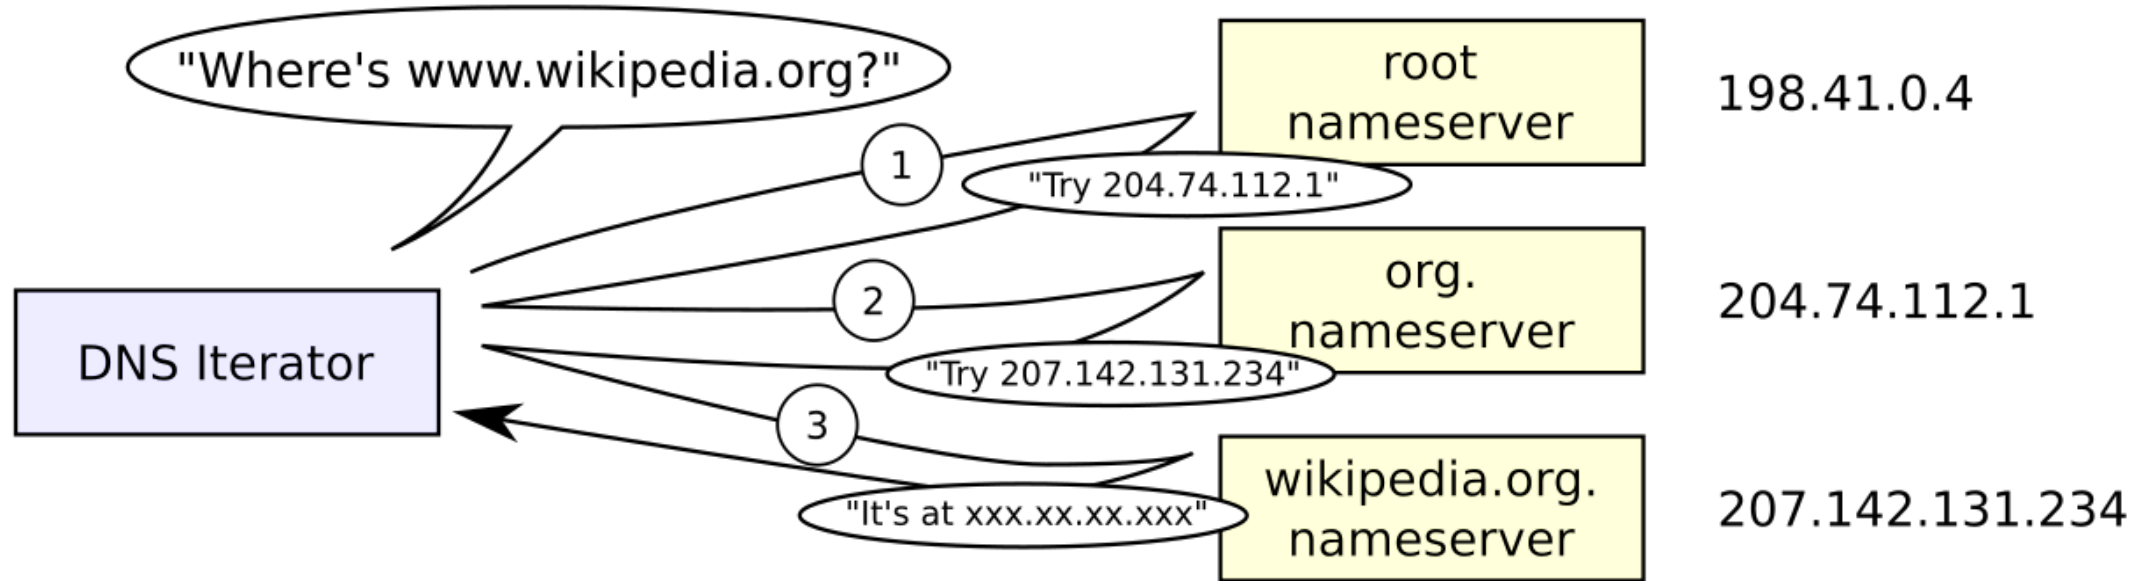 "Where's www.wikipedia.org?"
root
nameserver
198.41.0.4
1
"Try 204.74.112.1"
org.
nameserver
204.74.112.1
2
"Try 207.142.131.234"
DNS Iterator
3
wikipedia.org.
nameserver
207.142.131.234
"It's at xxx.xx.xx.xxx"